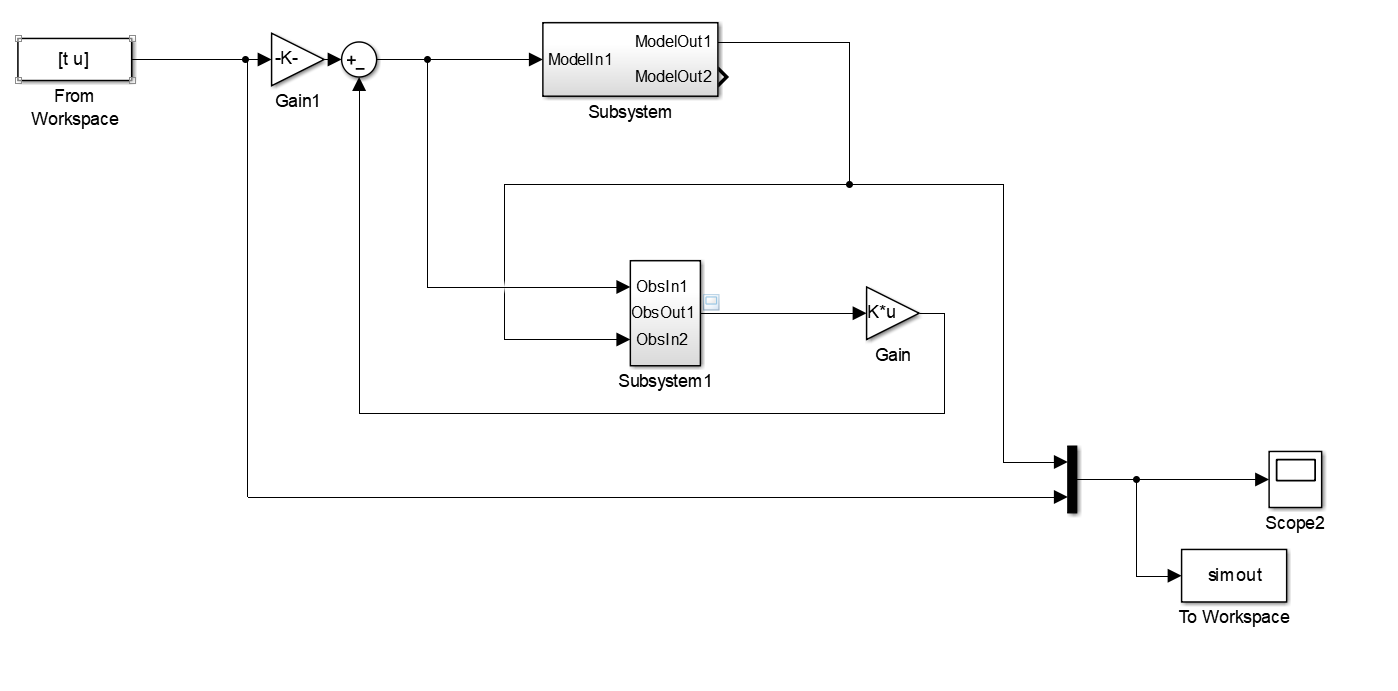 [t u]
From
Workspace
-K-
Gain1
+
−
ModelIn1
ModelOut1
ModelOut2
Subsystem
ObsIn1
ObsOut1
ObsIn2
Subsystem1
K*u
Gain
Scope2
simout
To Workspace